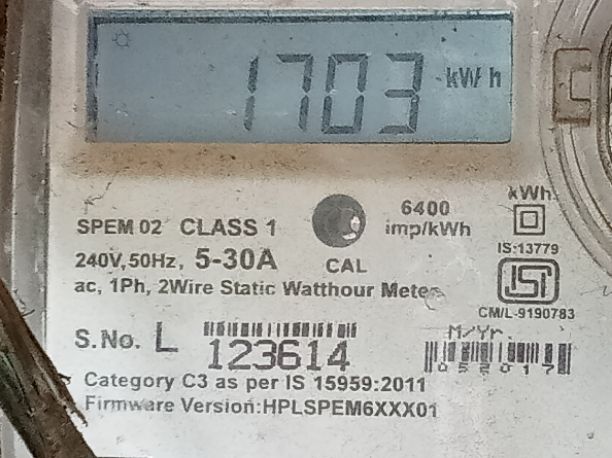 1703 kWh
kWh
6400
SPEM 02 CLASS 1
imp/kWh
IS:13779
240V,50Hz, 5-30A
CAL
ISI
ac, 1Ph, 2Wire Static Watthour Meter
CM/L-9190783
M/Yr.
S.No. L
123614
052017
Category C3 as per IS 15959:2011
Firmware Version:HPLSPEM6XXX01